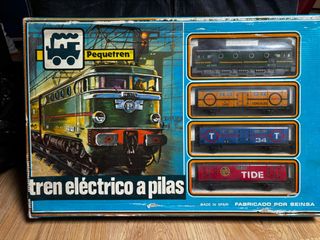 Pequetren
T T
34
TIDE
tren eléctrico a pilas
MADE IN SPAIN FABRICADO POR SEINSA